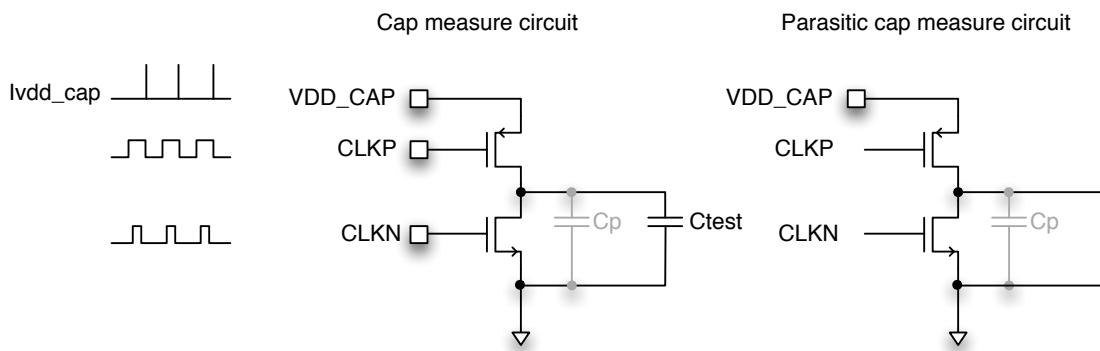 Cap measure circuit
Parasitic cap measure circuit
Ivdd_cap
VDD_CAP
VDD_CAP
CLKP
CLKP
CLKN
Cp
Ctest
CLKN
Cp